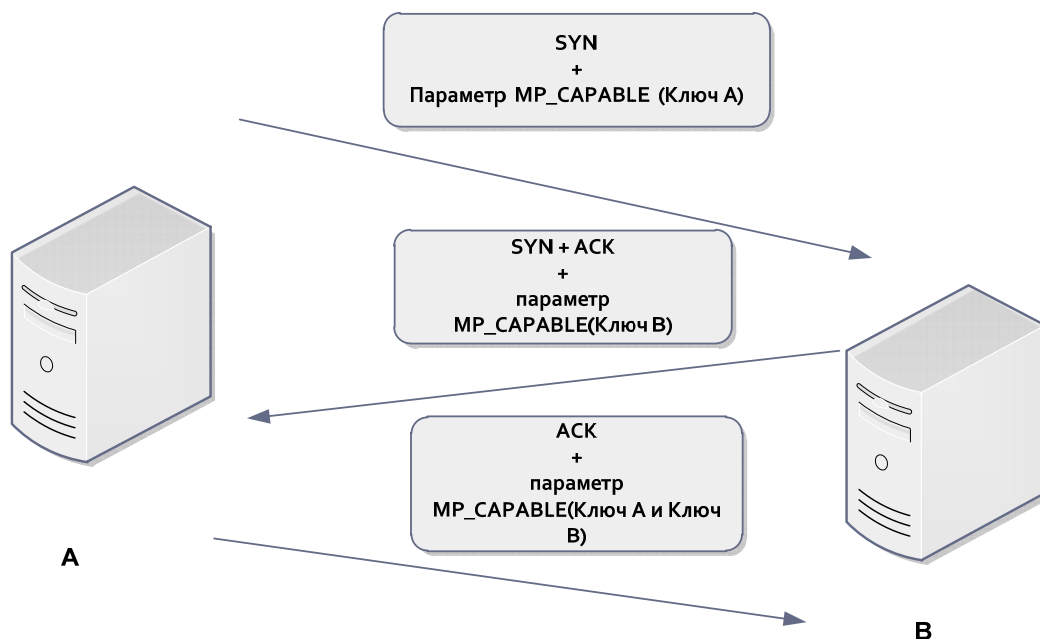 SYN
+
Параметр MP_CAPABLE (Ключ A)
SYN + ACK
+
параметр
MP_CAPABLE(Ключ B)
ACK
+
параметр
MP_CAPABLE(Ключ A и Ключ
B)
A
B